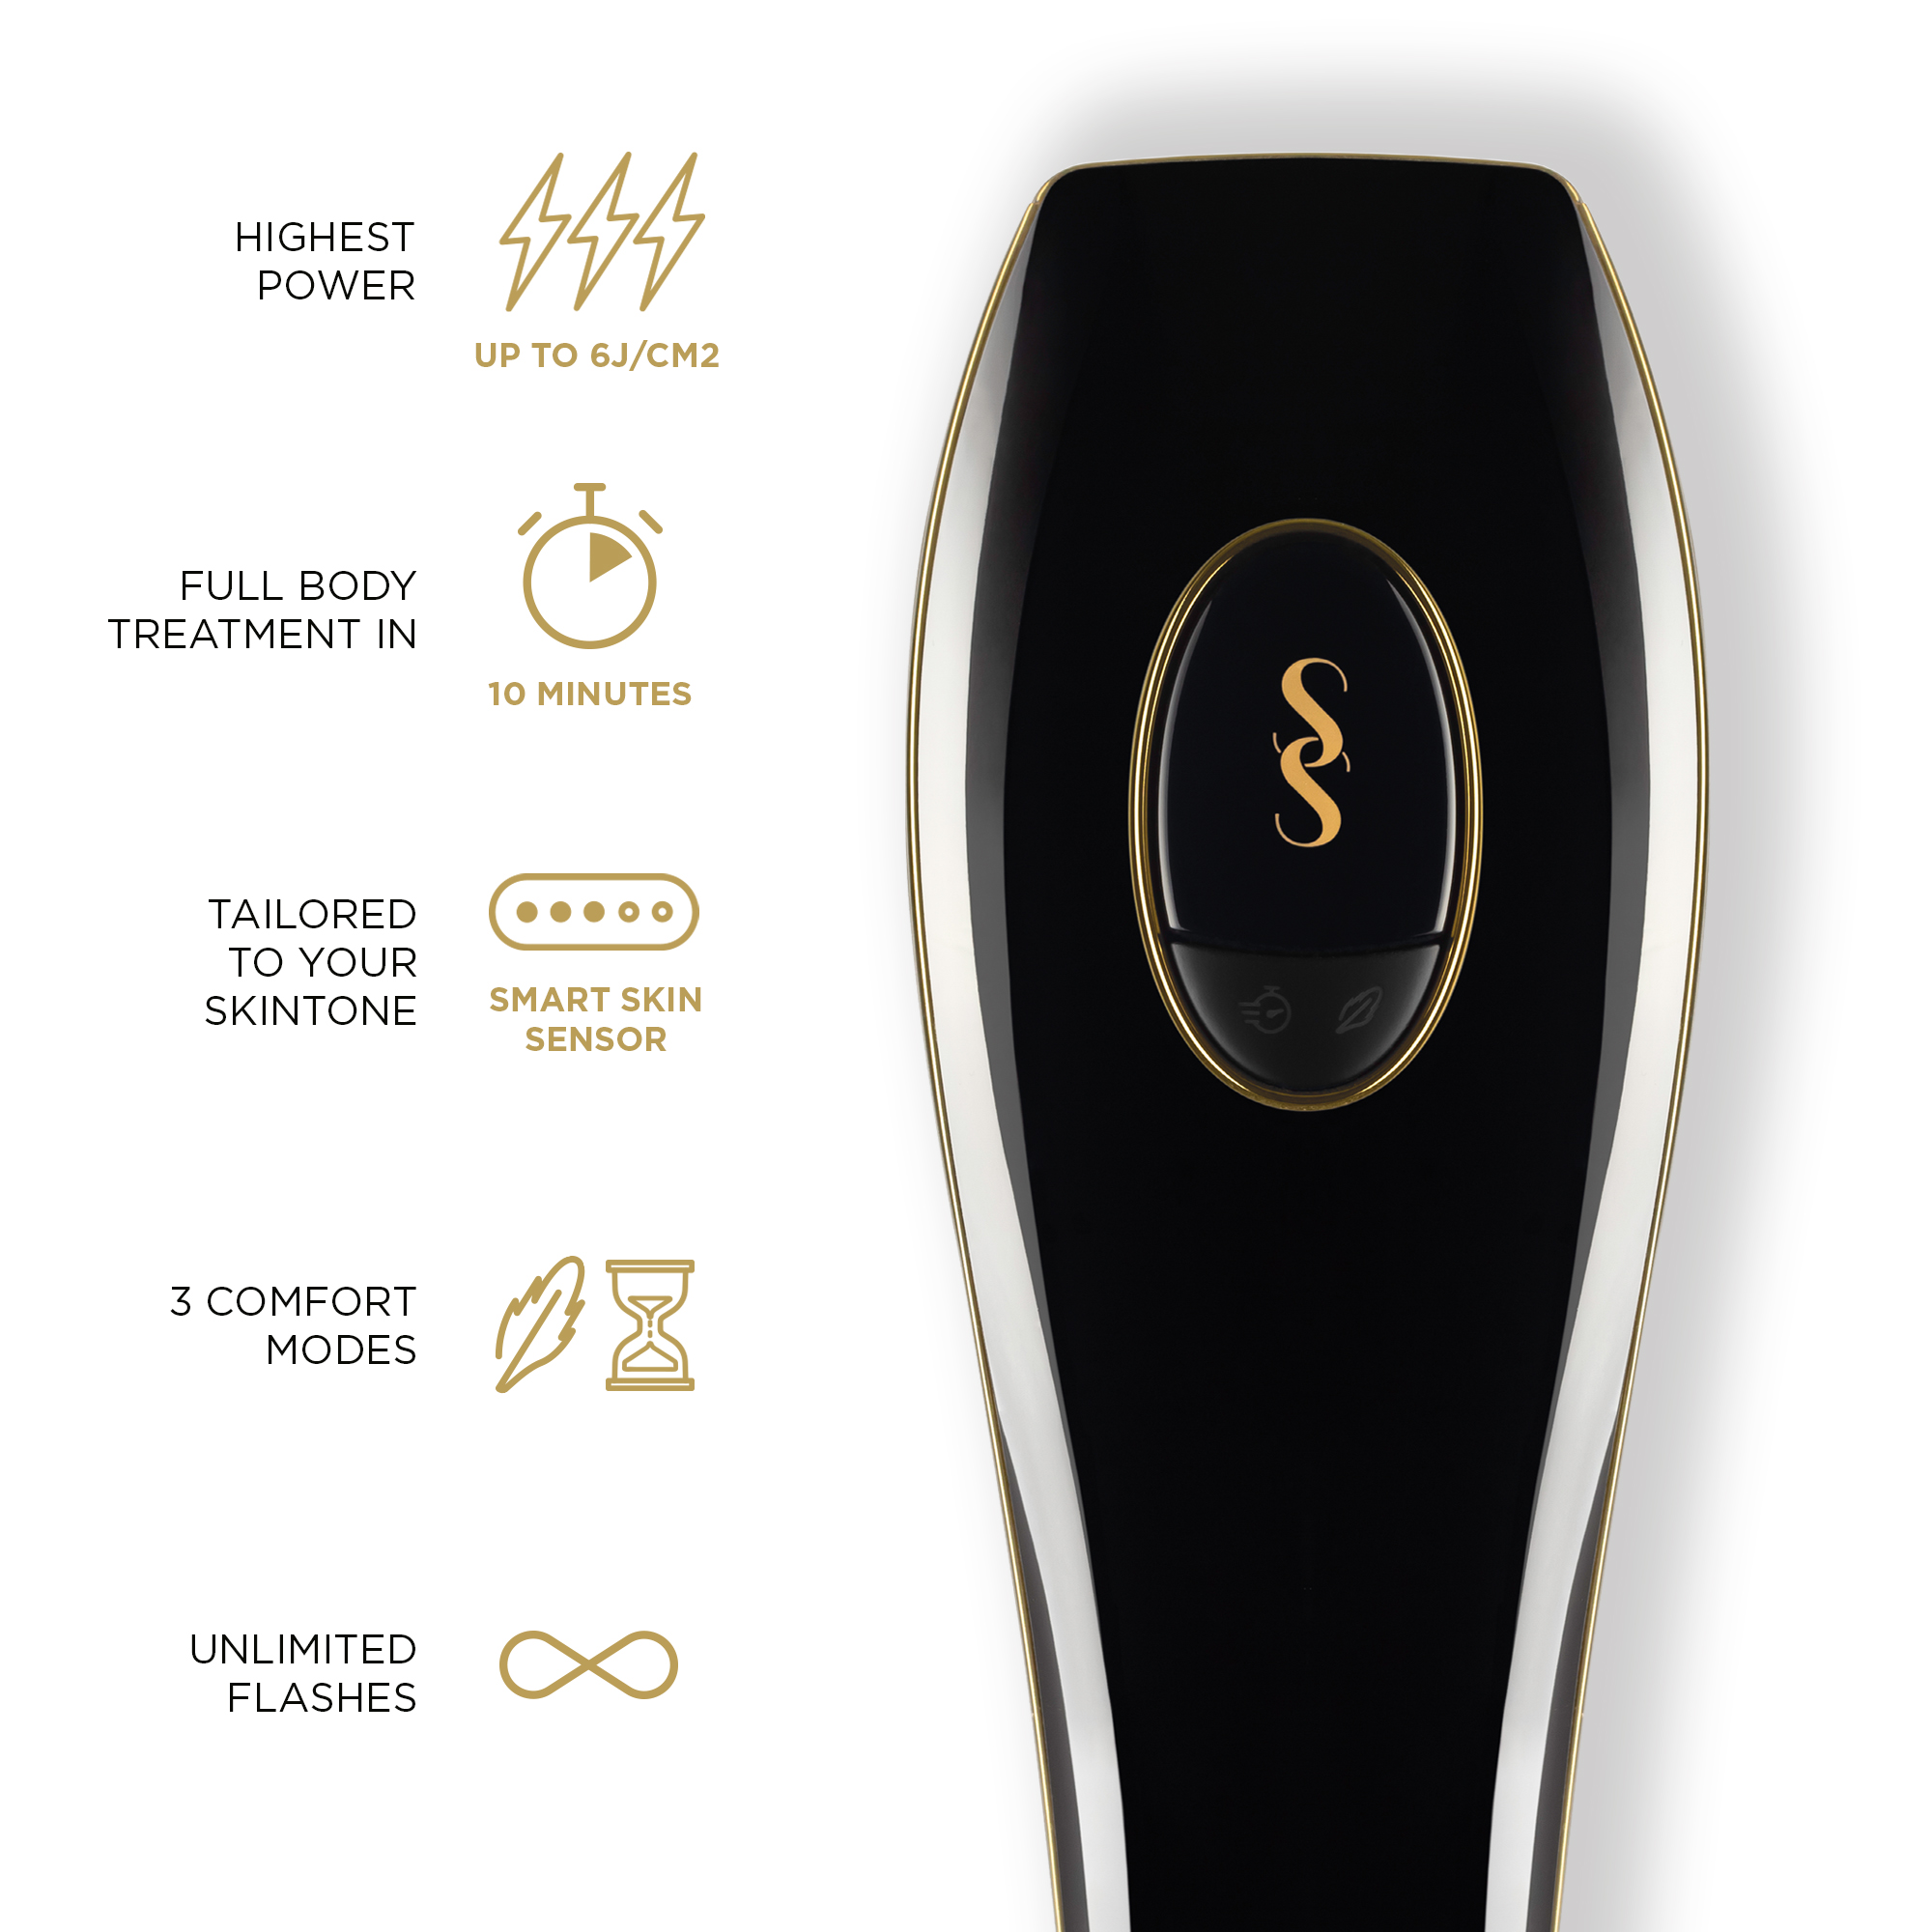 HIGHEST
POWER
UP TO 6J/CM2
FULL BODY
TREATMENT IN
10 MINUTES
TAILORED
TO YOUR
SKINTONE
SMART SKIN
SENSOR
3 COMFORT
MODES
UNLIMITED
FLASHES
SS